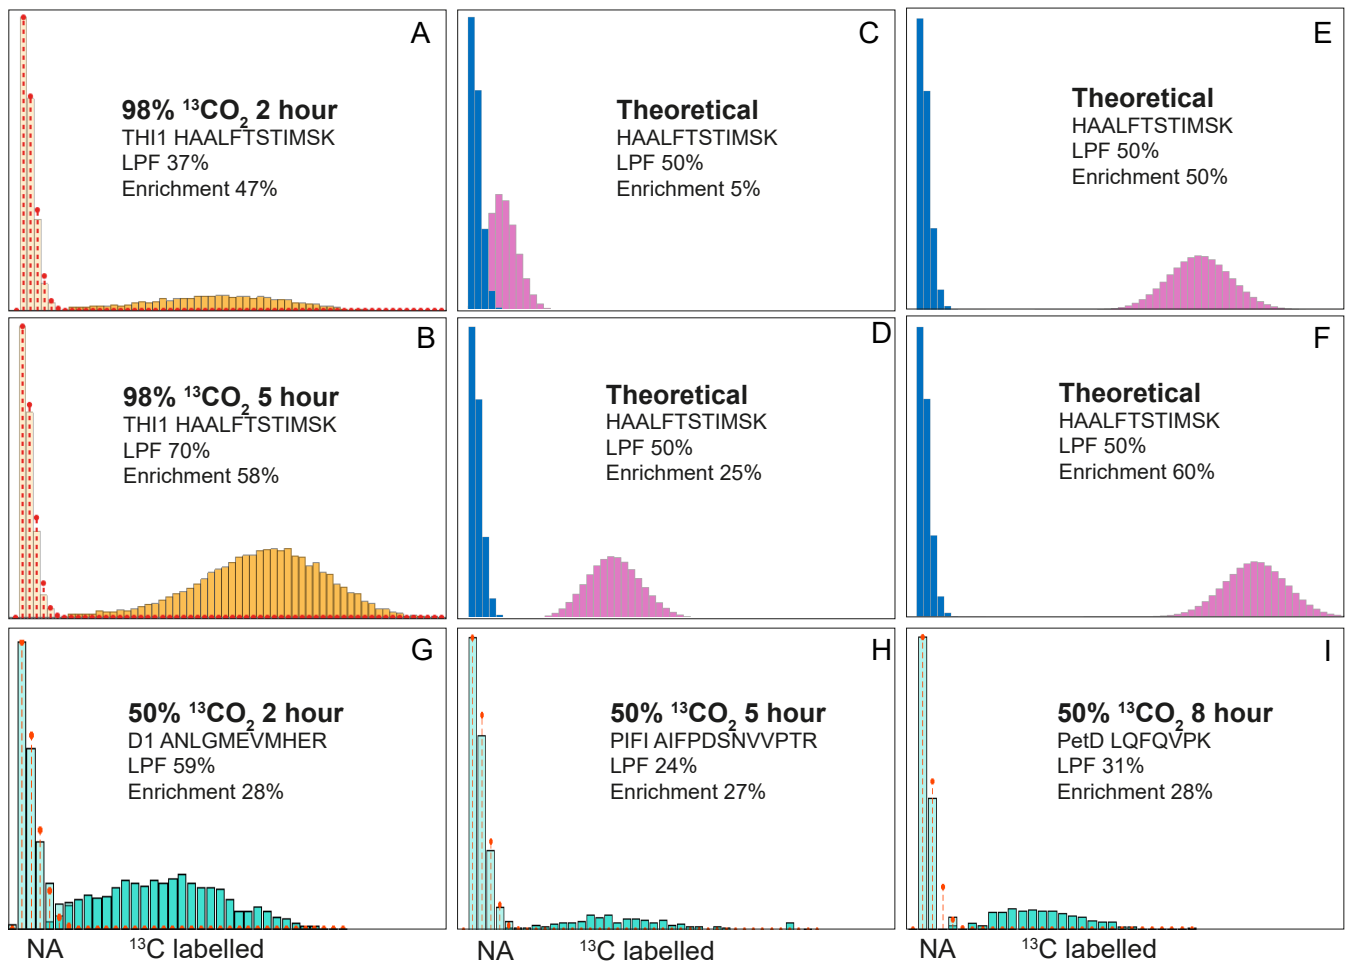 A
98% ¹³CO₂ 2 hour
THI1 HAALFTSTIMSK
LPF 37%
Enrichment 47%
C
Theoretical
HAALFTSTIMSK
LPF 50%
Enrichment 5%
E
Theoretical
HAALFTSTIMSK
LPF 50%
Enrichment 50%
B
98% ¹³CO₂ 5 hour
THI1 HAALFTSTIMSK
LPF 70%
Enrichment 58%
D
Theoretical
HAALFTSTIMSK
LPF 50%
Enrichment 25%
F
Theoretical
HAALFTSTIMSK
LPF 50%
Enrichment 60%
G
50% ¹³CO₂ 2 hour
D1 ANLGMEVMHER
LPF 59%
Enrichment 28%
H
50% ¹³CO₂ 5 hour
PIFI AIFPDSNVVPTR
LPF 24%
Enrichment 27%
I
50% ¹³CO₂ 8 hour
PetD LQFQVPK
LPF 31%
Enrichment 28%
NA ¹³C labelled
NA ¹³C labelled
NA ¹³C labelled